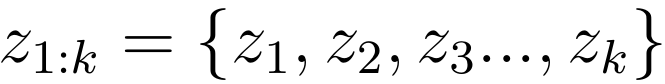 z_{1:k} = \{z_1, z_2, z_3..., z_k\}